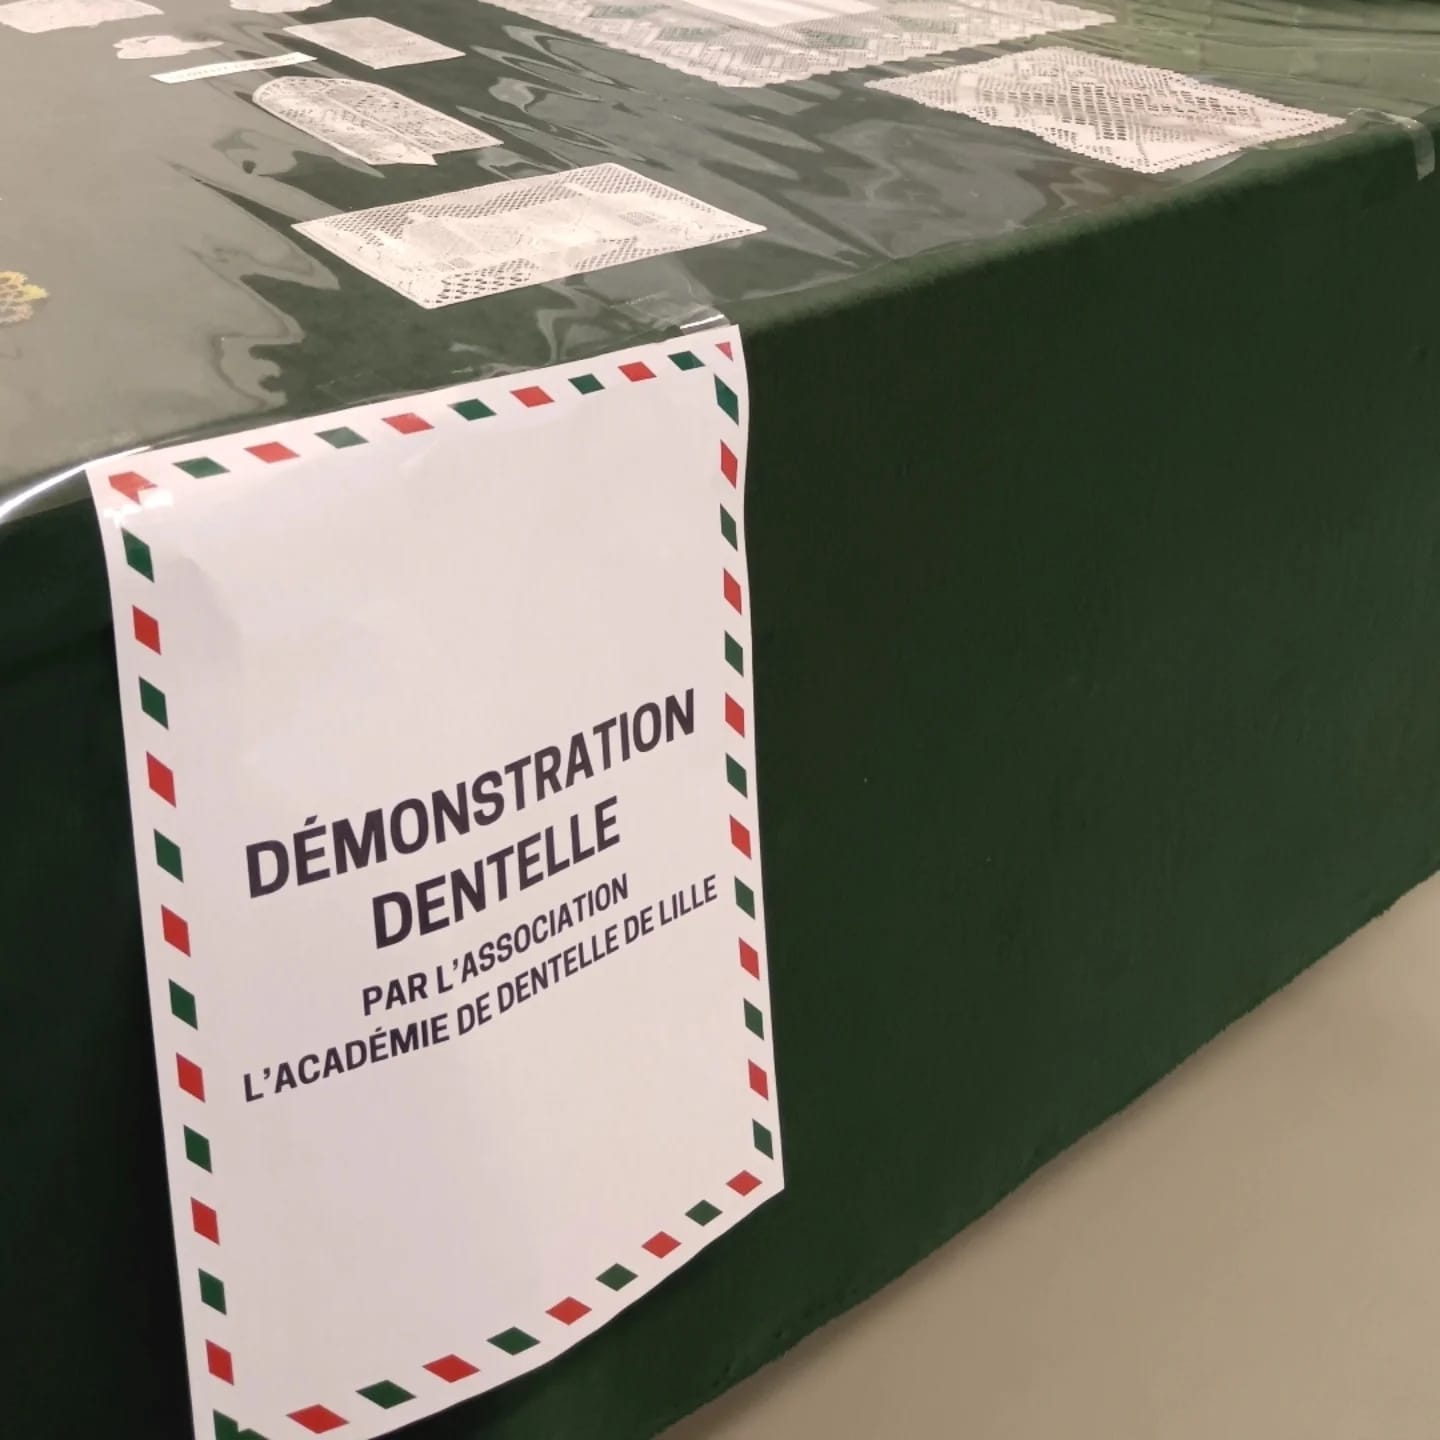 DÉMONSTRATION
DENTELLE
PAR L'ASSOCIATION
L'ACADÉMIE DE DENTELLE DE LILLE